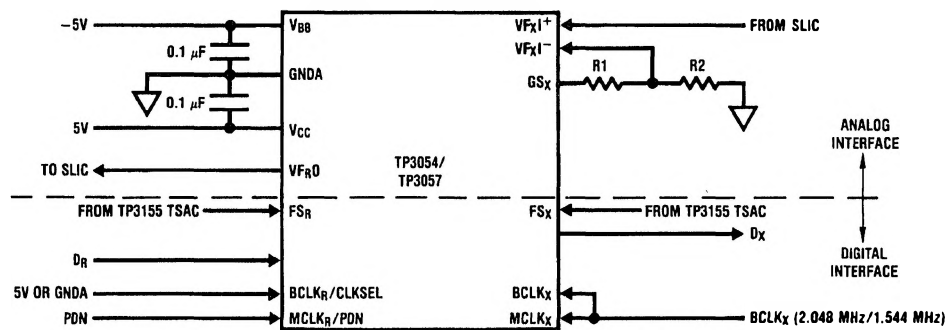 −5V
VBB
0.1 µF
GNDA
0.1 µF
5V
VCC
TO SLIC
VFRO
TP3054/
TP3057
VFXI+
FROM SLIC
VFXI−
GSX
R1
R2
ANALOG
INTERFACE
FROM TP3155 TSAC
FSR
FSX
FROM TP3155 TSAC
DX
DR
DIGITAL
INTERFACE
5V OR GNDA
BCLKR/CLKSEL
BCLKX
PDN
MCLKR/PDN
MCLKX
BCLKX (2.048 MHz/1.544 MHz)